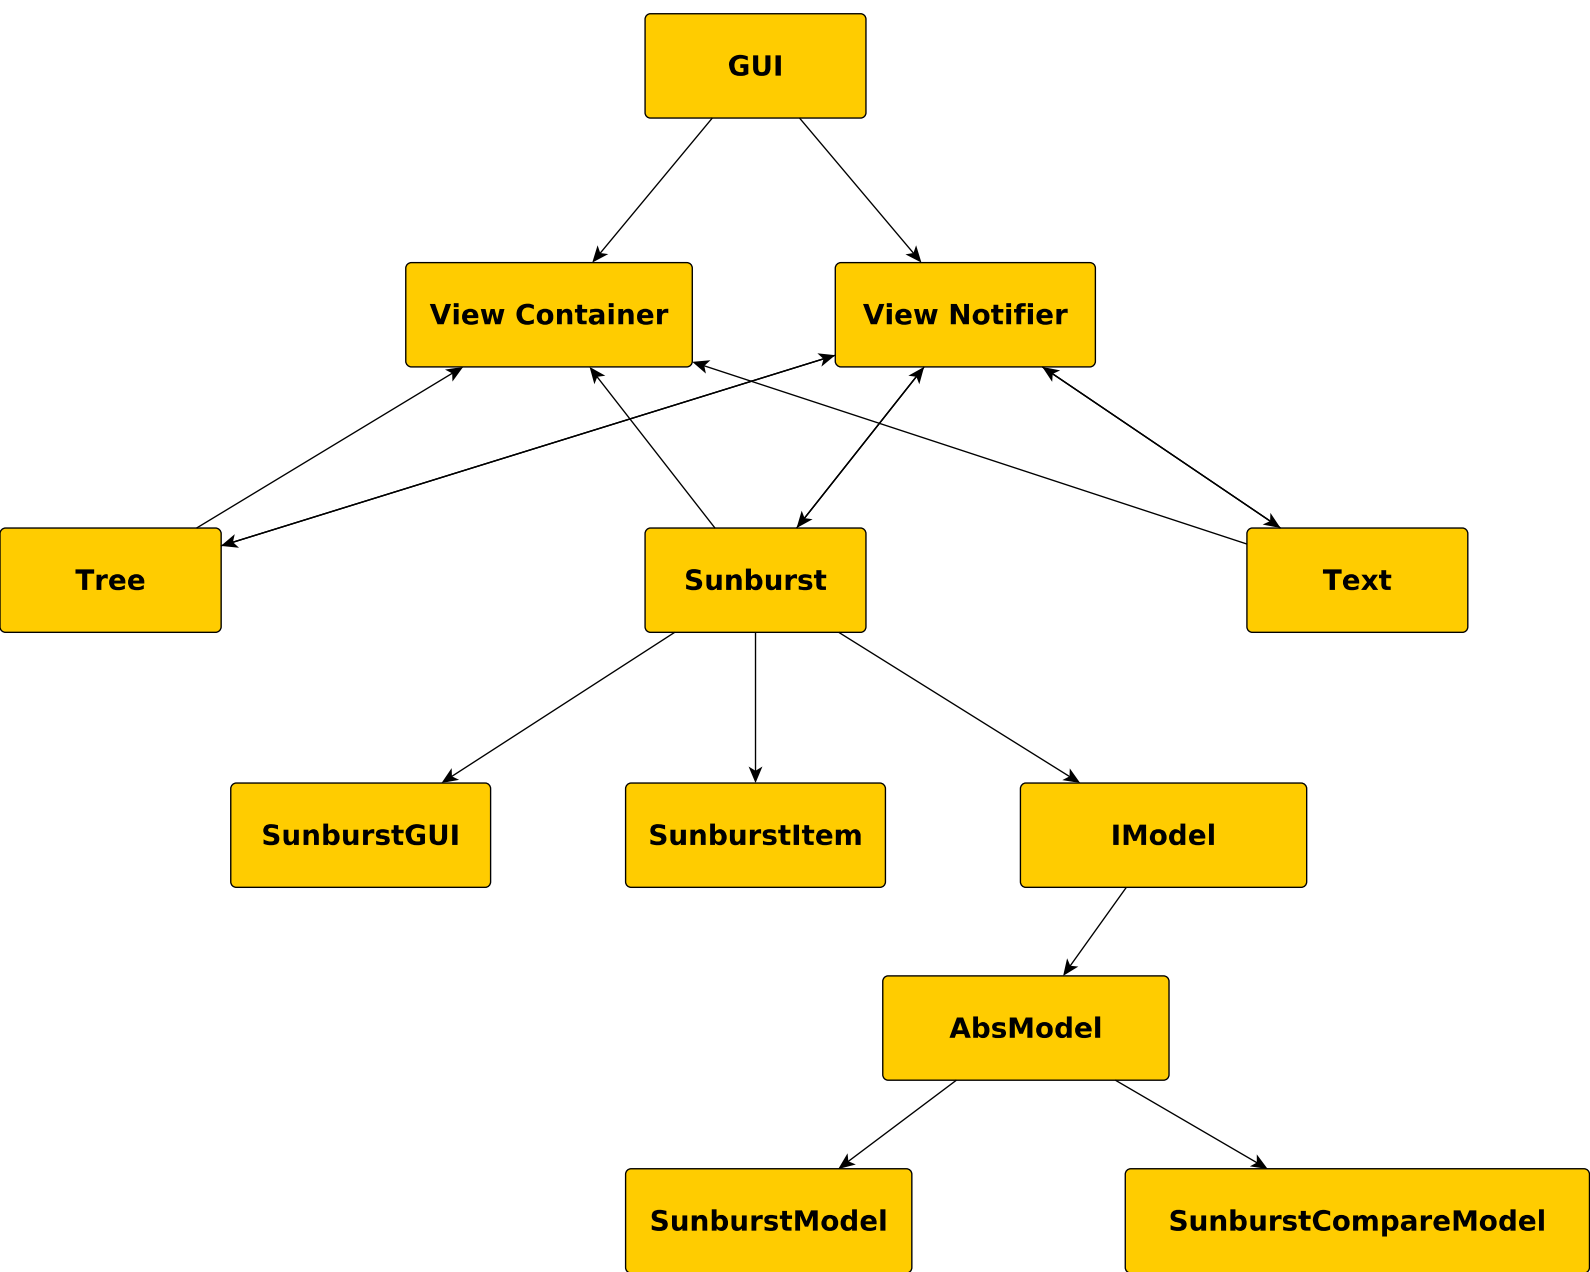 GUI
View Container
View Notifier
Tree
Sunburst
Text
SunburstGUI
SunburstItem
IModel
AbsModel
SunburstModel
SunburstCompareModel